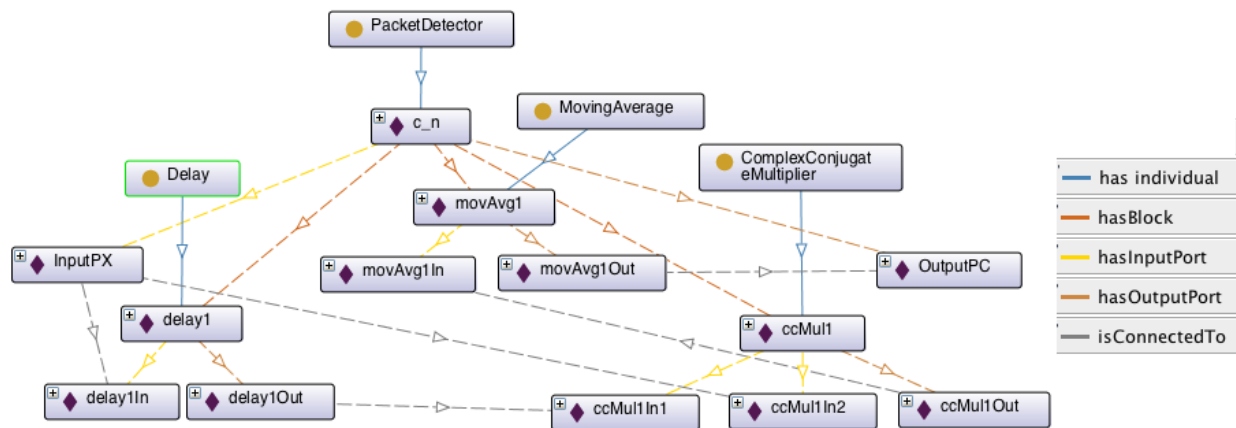 PacketDetector
c_n
MovingAverage
ComplexConjugat
eMultiplier
Delay
movAvg1
InputPX
movAvg1In
movAvg1Out
OutputPC
delay1
ccMul1
delay1In
delay1Out
ccMul1In1
ccMul1In2
ccMul1Out
has individual
hasBlock
hasInputPort
hasOutputPort
isConnectedTo